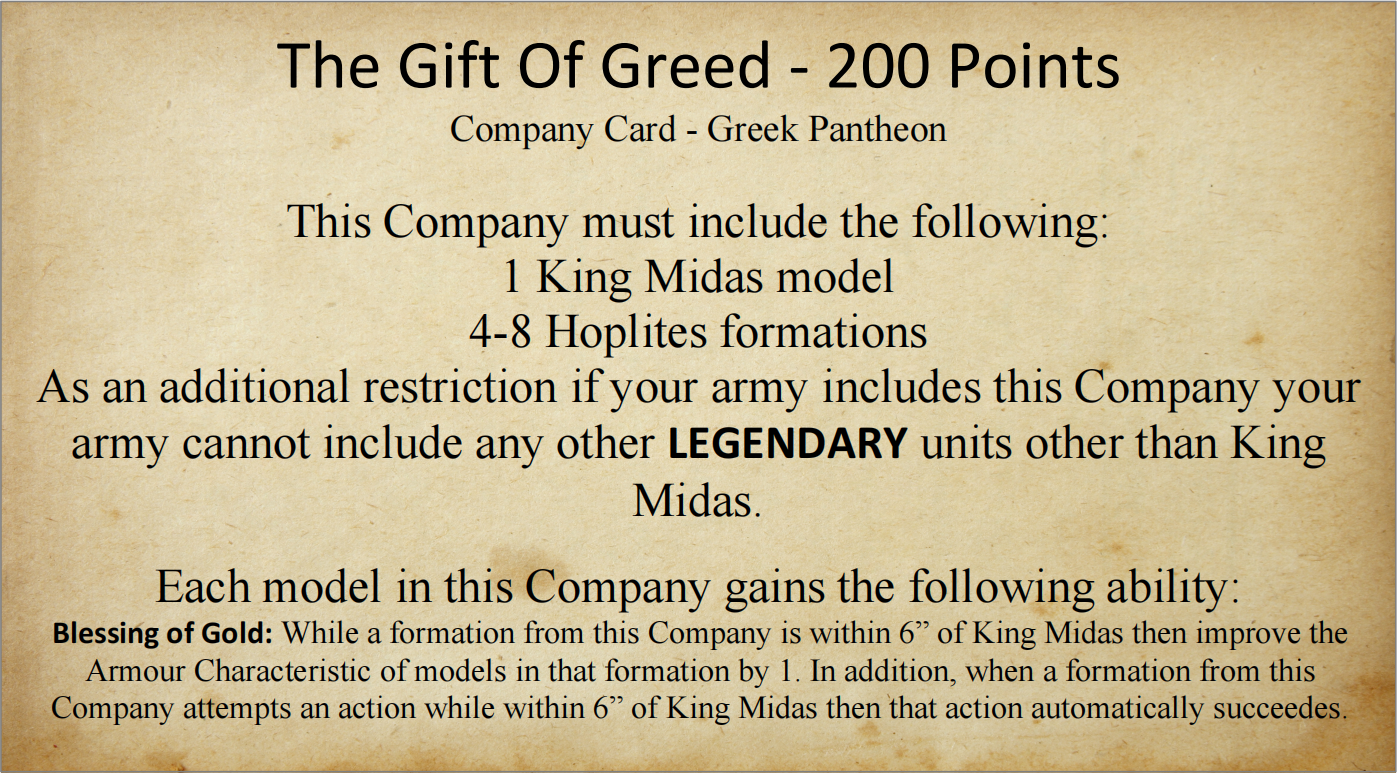 The Gift Of Greed - 200 Points
Company Card - Greek Pantheon
This Company must include the following:
1 King Midas model
4-8 Hoplites formations
As an additional restriction if your army includes this Company your
army cannot include any other LEGENDARY units other than King
Midas.
Each model in this Company gains the following ability:
Blessing of Gold: While a formation from this Company is within 6” of King Midas then improve the
Armour Characteristic of models in that formation by 1. In addition, when a formation from this
Company attempts an action while within 6” of King Midas then that action automatically succeedes.